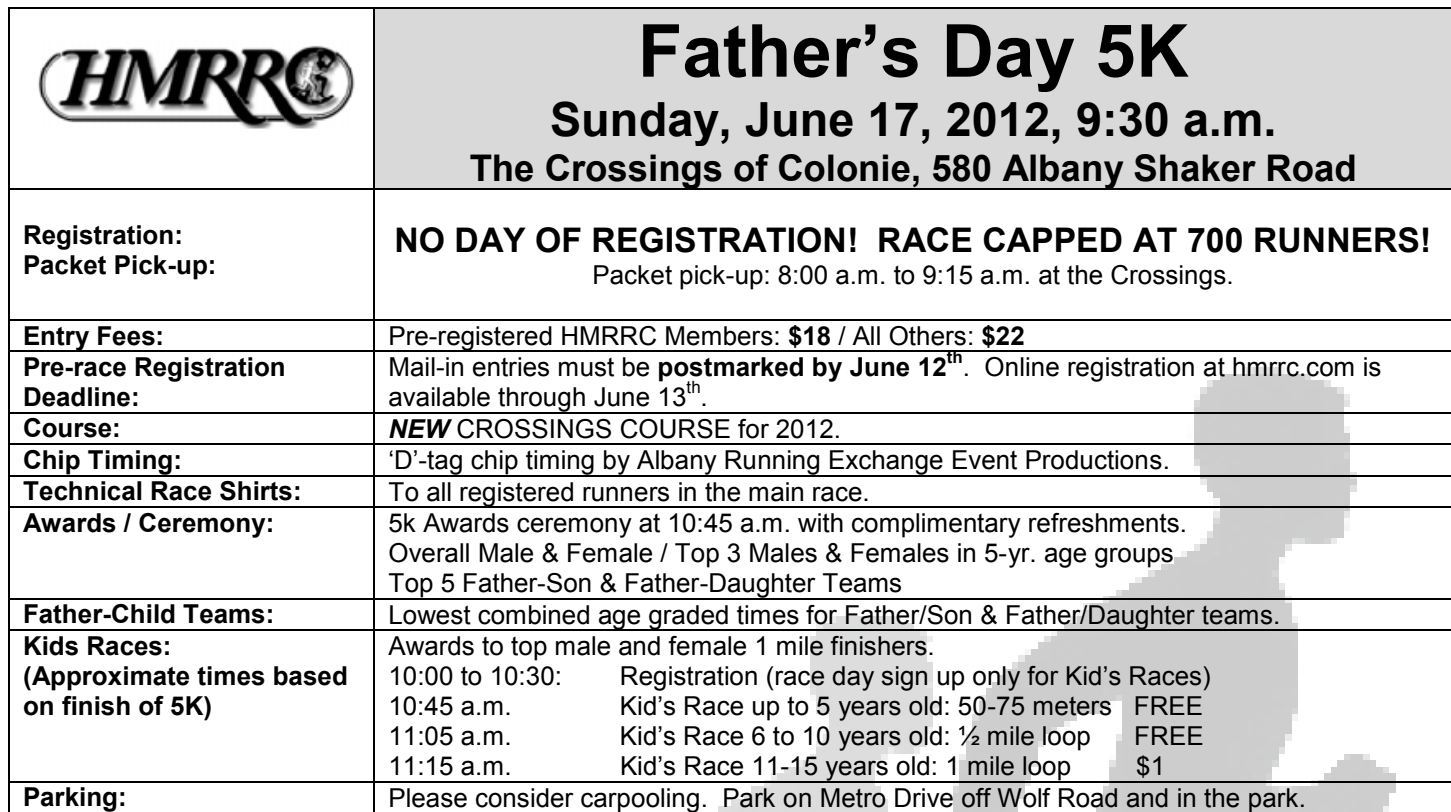 HMRRC
Father’s Day 5K
Sunday, June 17, 2012, 9:30 a.m.
The Crossings of Colonie, 580 Albany Shaker Road
Registration:
Packet Pick-up:
NO DAY OF REGISTRATION!  RACE CAPPED AT 700 RUNNERS!
Packet pick-up: 8:00 a.m. to 9:15 a.m. at the Crossings.
Entry Fees:
Pre-registered HMRRC Members: $18 / All Others: $22
Pre-race Registration
Deadline:
Mail-in entries must be postmarked by June 12th.  Online registration at hmrrc.com is
available through June 13th.
Course:
NEW CROSSINGS COURSE for 2012.
Chip Timing:
‘D’-tag chip timing by Albany Running Exchange Event Productions.
Technical Race Shirts:
To all registered runners in the main race.
Awards / Ceremony:
5k Awards ceremony at 10:45 a.m. with complimentary refreshments.
Overall Male & Female / Top 3 Males & Females in 5-yr. age groups
Top 5 Father-Son & Father-Daughter Teams
Father-Child Teams:
Lowest combined age graded times for Father/Son & Father/Daughter teams.
Kids Races:
(Approximate times based
on finish of 5K)
Awards to top male and female 1 mile finishers.
10:00 to 10:30: Registration (race day sign up only for Kid’s Races)
10:45 a.m. Kid’s Race up to 5 years old: 50-75 meters FREE
11:05 a.m. Kid’s Race 6 to 10 years old: ½ mile loop FREE
11:15 a.m. Kid’s Race 11-15 years old: 1 mile loop $1
Parking:
Please consider carpooling.  Park on Metro Drive off Wolf Road and in the park.